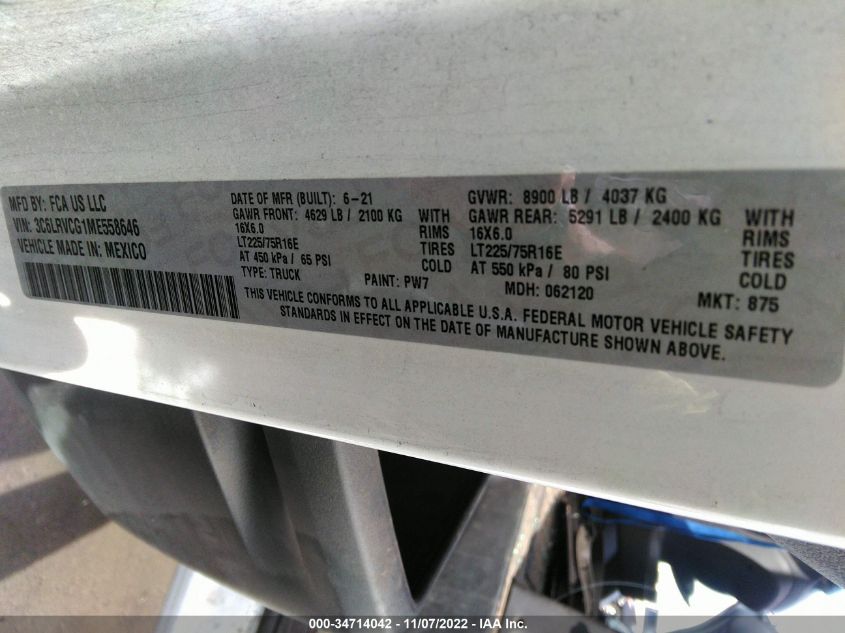 MFD BY: FCA US LLC
VIN: 3C6LRVCG1ME558646
VEHICLE MADE IN: MEXICO
DATE OF MFR (BUILT): 6-21
GAWR FRONT: 4629 LB / 2100 KG WITH
16X6.0 RIMS
LT225/75R16E TIRES
AT 450 kPa / 65 PSI COLD
TYPE: TRUCK PAINT: PW7
GVWR: 8900 LB / 4037 KG
GAWR REAR: 5291 LB / 2400 KG WITH
16X6.0 RIMS
LT225/75R16E TIRES
AT 550 kPa / 80 PSI COLD
MDH: 062120 MKT: 875
THIS VEHICLE CONFORMS TO ALL APPLICABLE U.S.A. FEDERAL MOTOR VEHICLE SAFETY
STANDARDS IN EFFECT ON THE DATE OF MANUFACTURE SHOWN ABOVE.
000-34714042 - 11/07/2022 - IAA Inc.